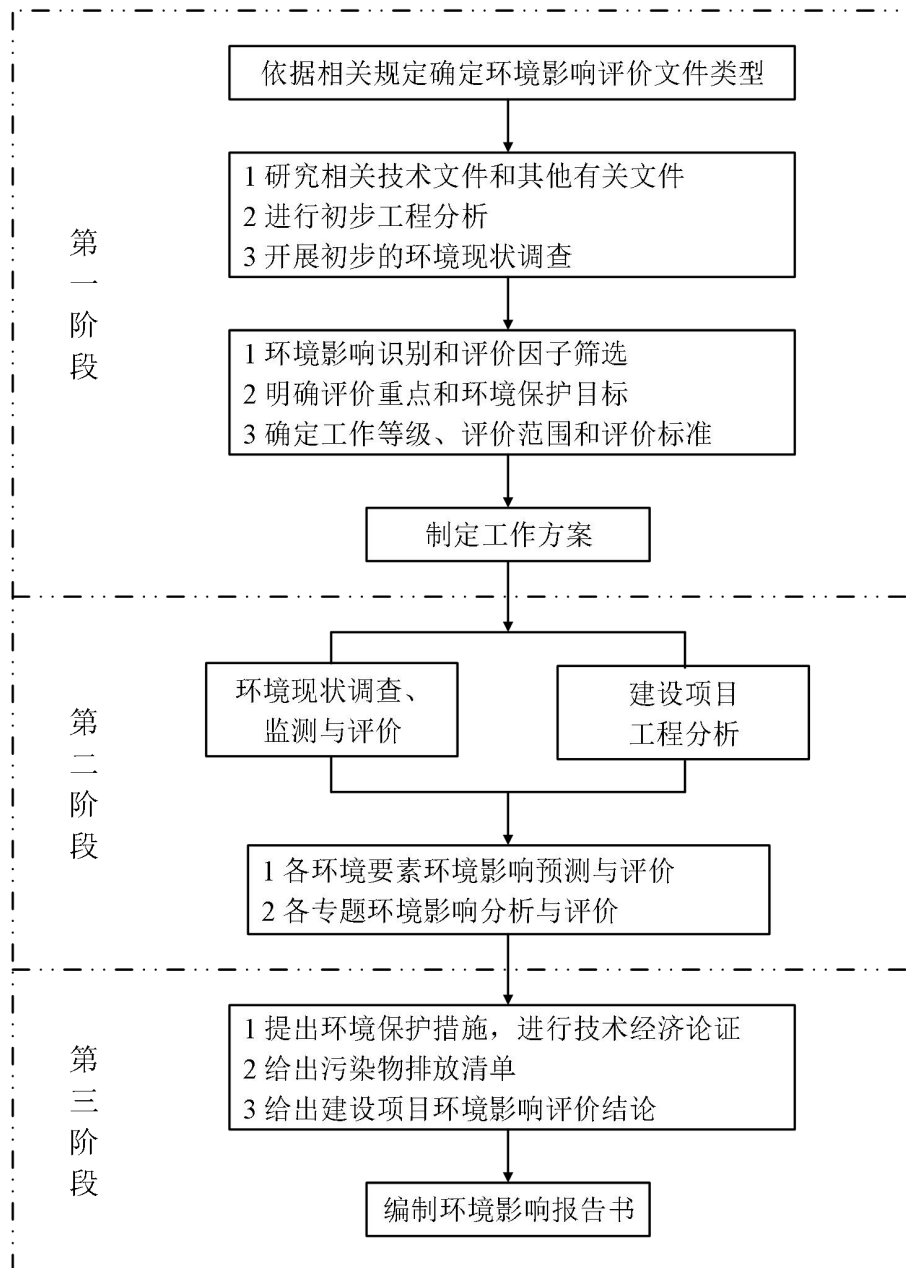 依据相关规定确定环境影响评价文件类型
1 研究相关技术文件和其他有关文件
2 进行初步工程分析
3 开展初步的环境现状调查
第一阶段
1 环境影响识别和评价因子筛选
2 明确评价重点和环境保护目标
3 确定工作等级、评价范围和评价标准
制定工作方案
第二阶段
环境现状调查、
监测与评价
建设项目
工程分析
1 各环境要素环境影响预测与评价
2 各专题环境影响分析与评价
第三阶段
1 提出环境保护措施，进行技术经济论证
2 给出污染物排放清单
3 给出建设项目环境影响评价结论
编制环境影响报告书